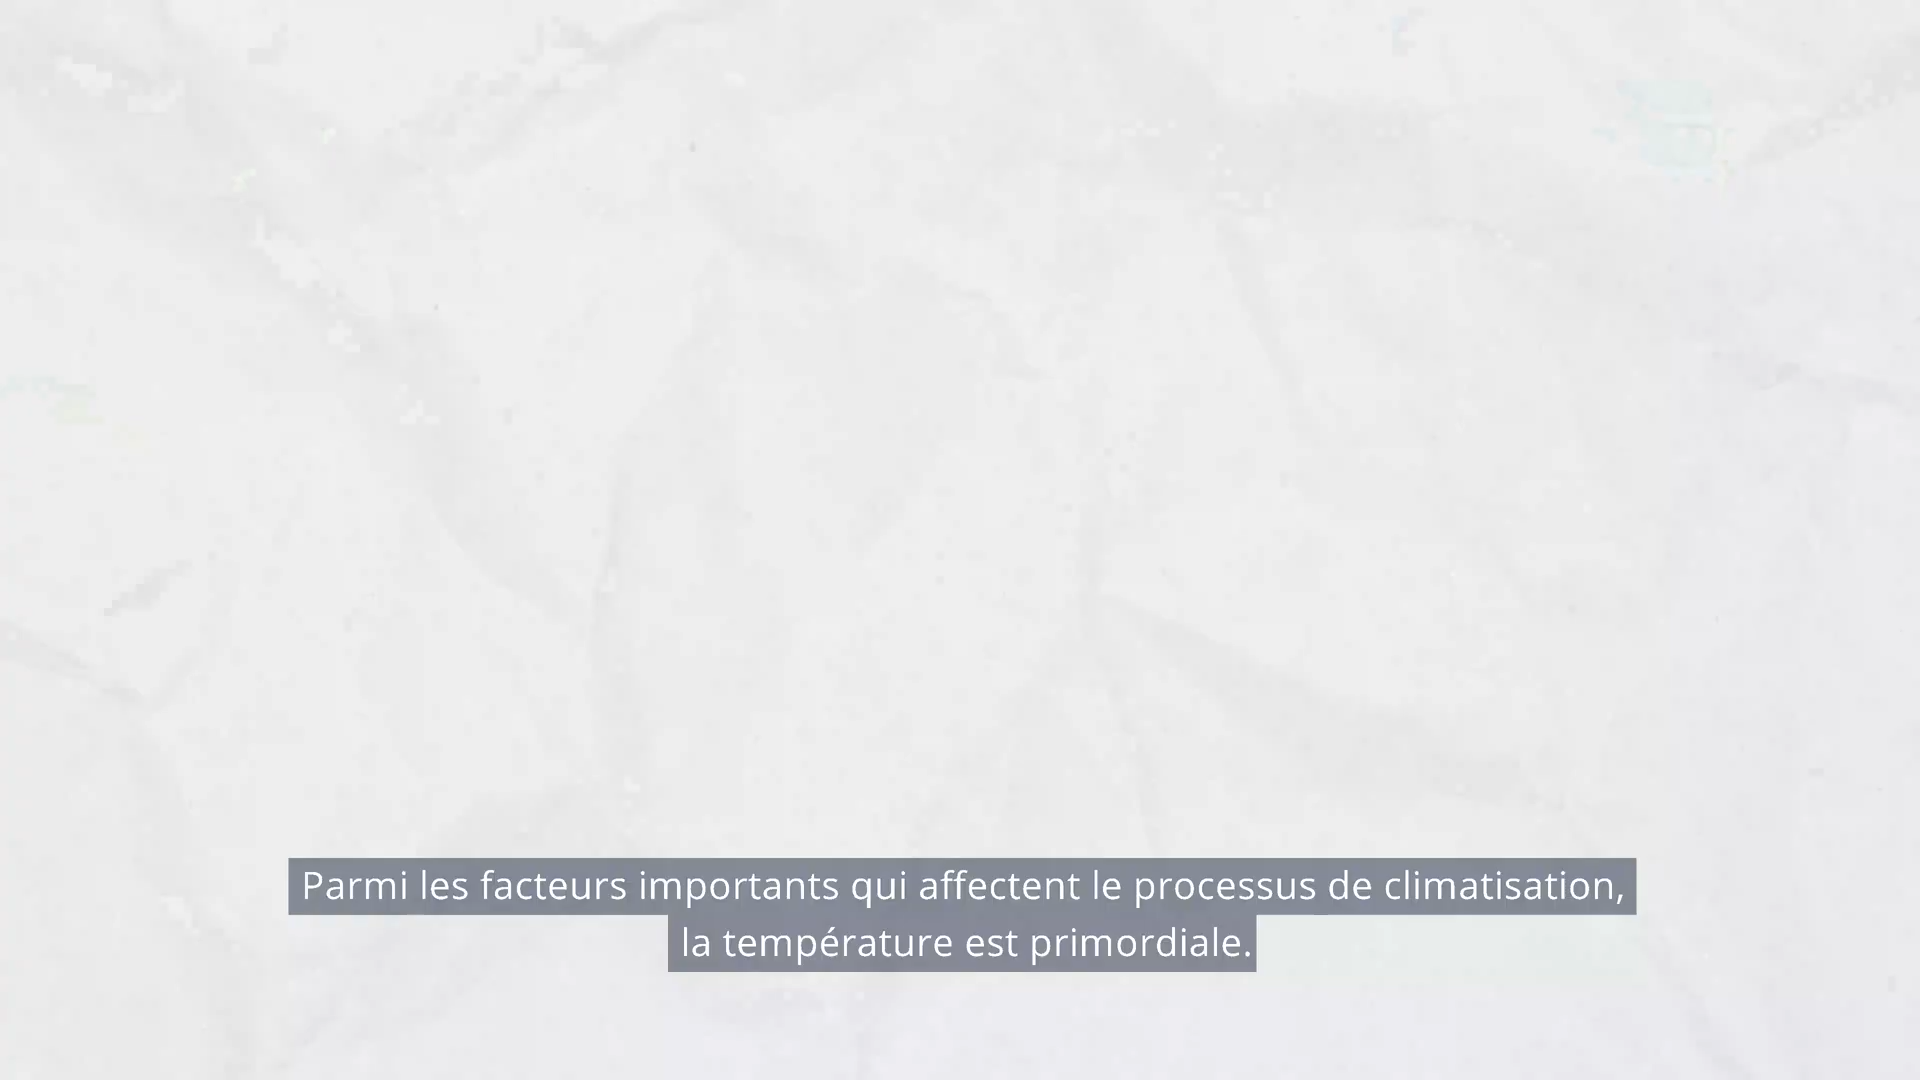 Parmi les facteurs importants qui affectent le processus de climatisation,
la température est primordiale.